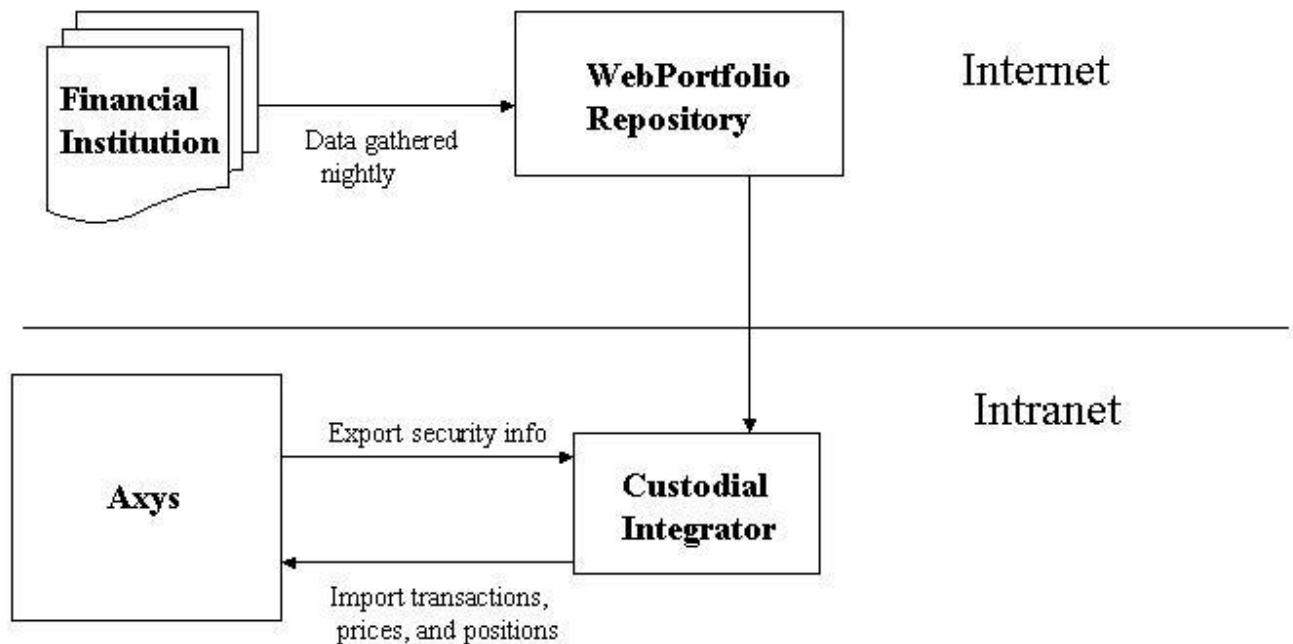 Financial
Institution
Data gathered
nightly
WebPortfolio
Repository
Internet
Intranet
Axys
Export security info
Custodial
Integrator
Import transactions,
prices, and positions